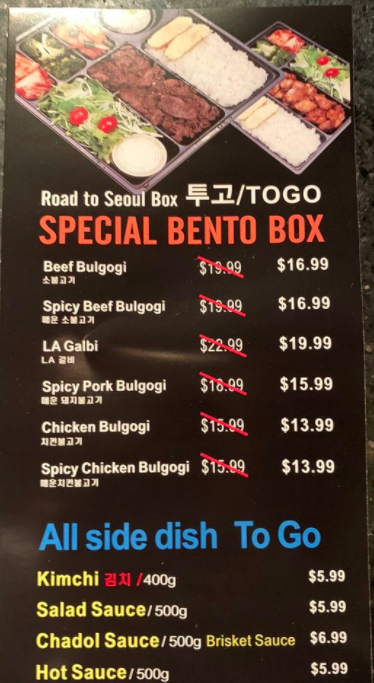 Road to Seoul Box 투고/TOGO
SPECIAL BENTO BOX
Beef Bulgogi $19.99 $16.99
소불고기
Spicy Beef Bulgogi $19.99 $16.99
매운 소불고기
LA Galbi $22.99 $19.99
LA 갈비
Spicy Pork Bulgogi $18.99 $15.99
매운 돼지불고기
Chicken Bulgogi $15.99 $13.99
치킨불고기
Spicy Chicken Bulgogi $15.99 $13.99
매운치킨불고기
All side dish To Go
Kimchi 김치 /400g $5.99
Salad Sauce/ 500g $5.99
Chadol Sauce/ 500g Brisket Sauce $6.99
Hot Sauce/ 500g $5.99